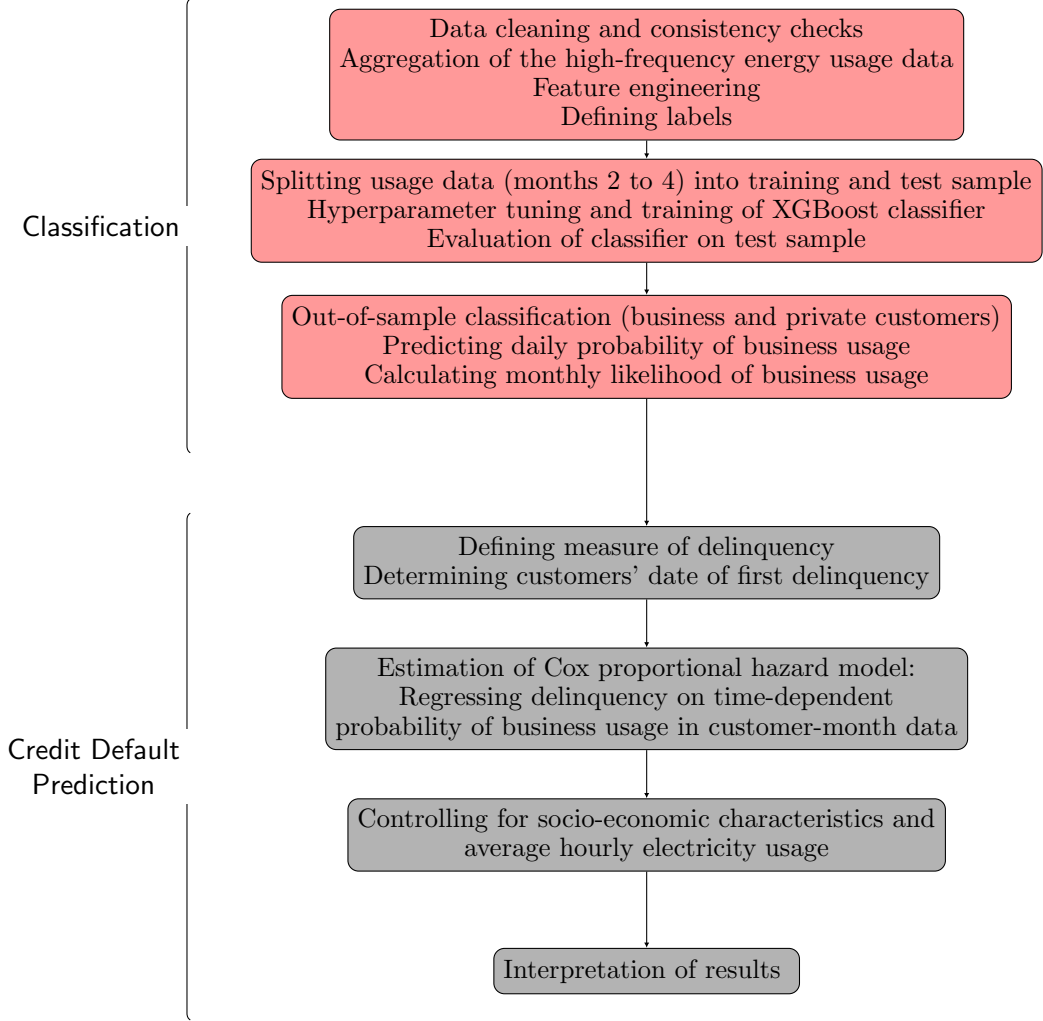 Data cleaning and consistency checks
Aggregation of the high-frequency energy usage data
Feature engineering
Defining labels
Classification
Splitting usage data (months 2 to 4) into training and test sample
Hyperparameter tuning and training of XGBoost classifier
Evaluation of classifier on test sample
Out-of-sample classification (business and private customers)
Predicting daily probability of business usage
Calculating monthly likelihood of business usage
Credit Default
Prediction
Defining measure of delinquency
Determining customers' date of first delinquency
Estimation of Cox proportional hazard model:
Regressing delinquency on time-dependent
probability of business usage in customer-month data
Controlling for socio-economic characteristics and
average hourly electricity usage
Interpretation of results